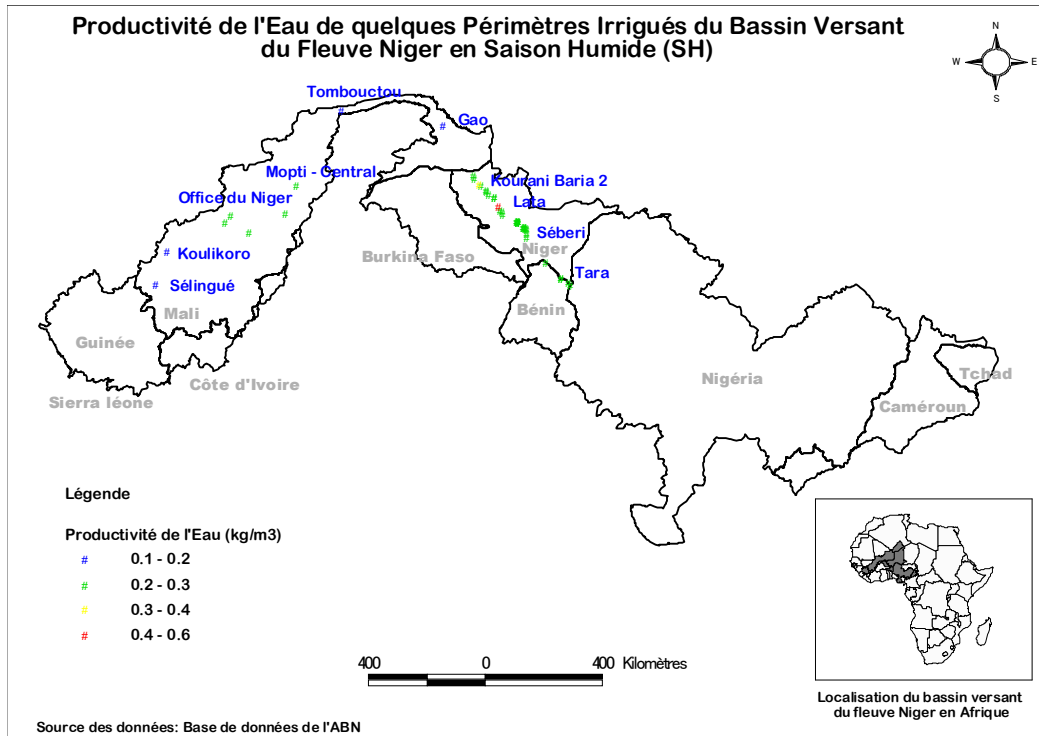 Productivité de l'Eau de quelques Périmètres Irrigués du Bassin Versant
du Fleuve Niger en Saison Humide (SH)
N
W
E
S
Tombouctou
Gao
Mopti - Central
Kourani Baria 2
Office du Niger
Lata
Séberi
Koulikoro
Niger
Burkina Faso
Tara
Sélingué
Mali
Bénin
Guinée
Côte d'Ivoire
Nigéria
Tchad
Sierra léone
Caméroun
Légende
Productivité de l'Eau (kg/m3)
# 0.1 - 0.2
# 0.2 - 0.3
# 0.3 - 0.4
# 0.4 - 0.6
400 0 400 Kilomètres
Localisation du bassin versant
du fleuve Niger en Afrique
Source des données: Base de données de l'ABN